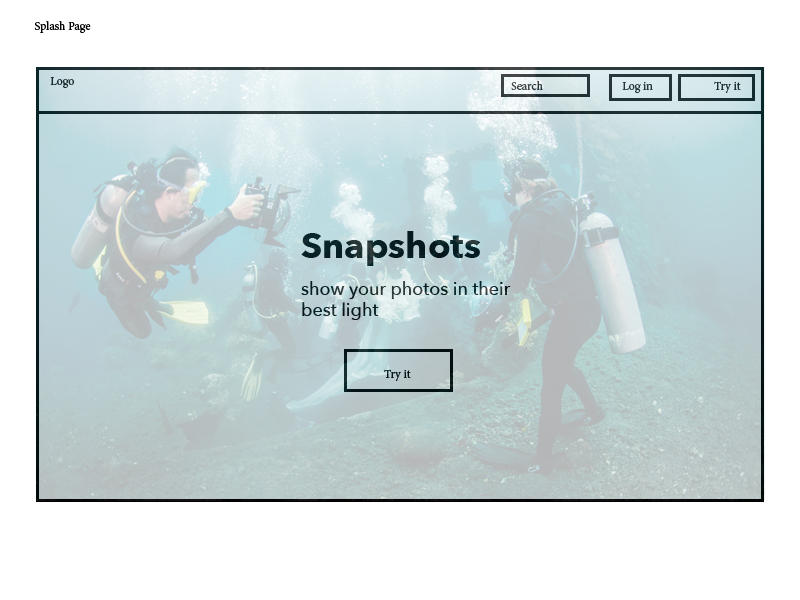 Splash Page
Logo
Search
Log in
Try it
Snapshots
show your photos in their
best light
Try it